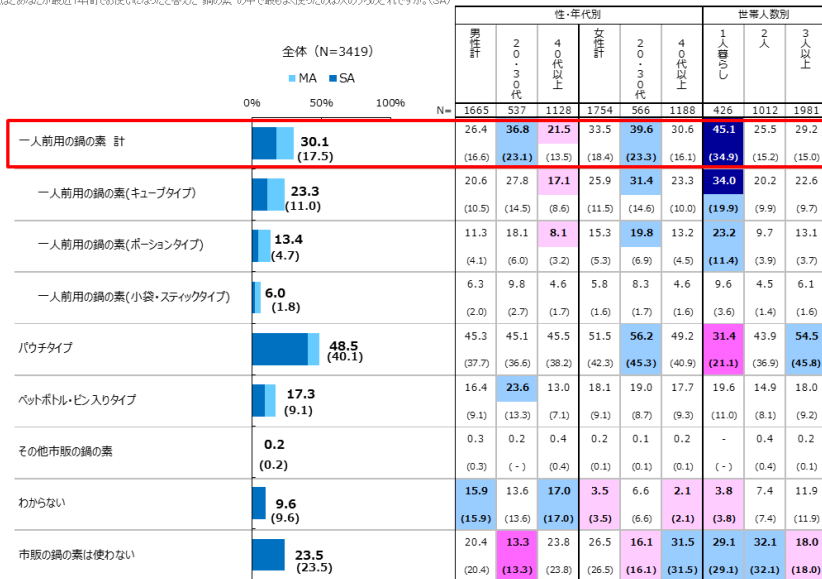 性・年代別 世帯人数別
男性計 20・30代 40代以上 女性計 20・30代 40代以上 1人暮らし 2人 3人以上
全体（N=3419）
MA SA
0% 50% 100%
N= 1665 537 1128 1754 566 1188 426 1012 1981
一人前用の鍋の素 計 30.1 26.4 36.8 21.5 33.5 39.6 30.6 45.1 25.5 29.2
(17.5) (16.6) (23.1) (13.5) (18.4) (23.3) (16.1) (34.9) (15.2) (15.0)
一人前用の鍋の素(キューブタイプ) 23.3 20.6 27.8 17.1 25.9 31.4 23.3 34.0 20.2 22.6
(11.0) (10.5) (14.5) (8.6) (11.5) (14.6) (10.0) (19.9) (9.9) (9.7)
一人前用の鍋の素(ポーションタイプ) 13.4 11.3 18.1 8.1 15.3 19.8 13.2 23.2 9.7 13.1
(4.7) (4.1) (6.0) (3.2) (5.3) (6.9) (4.5) (11.4) (3.9) (3.7)
一人前用の鍋の素(小袋・スティックタイプ) 6.0 6.3 9.8 4.6 5.8 8.3 4.6 9.6 4.5 6.1
(1.8) (2.0) (2.7) (1.7) (1.6) (1.7) (1.6) (3.6) (1.4) (1.6)
パウチタイプ 48.5 45.3 45.1 45.5 51.5 56.2 49.2 31.4 43.9 54.5
(40.1) (37.7) (36.6) (38.2) (42.3) (45.3) (40.9) (21.1) (36.9) (45.8)
ペットボトル・ビン入りタイプ 17.3 16.4 23.6 13.0 18.1 19.0 17.7 19.6 14.9 18.0
(9.1) (9.1) (13.3) (7.1) (9.1) (8.7) (9.3) (11.0) (8.1) (9.2)
その他市販の鍋の素 0.2 0.3 0.2 0.4 0.2 0.1 0.2 - 0.4 0.2
(0.2) (0.3) (-) (0.4) (0.1) (0.1) (0.1) (-) (0.4) (0.1)
わからない 9.6 15.9 13.6 17.0 3.5 6.6 2.1 3.8 7.4 11.9
(9.6) (15.9) (13.6) (17.0) (3.5) (6.6) (2.1) (3.8) (7.4) (11.9)
市販の鍋の素は使わない 23.5 20.4 13.3 23.8 26.5 16.1 31.5 29.1 32.1 18.0
(23.5) (20.4) (13.3) (23.8) (26.5) (16.1) (31.5) (29.1) (32.1) (18.0)